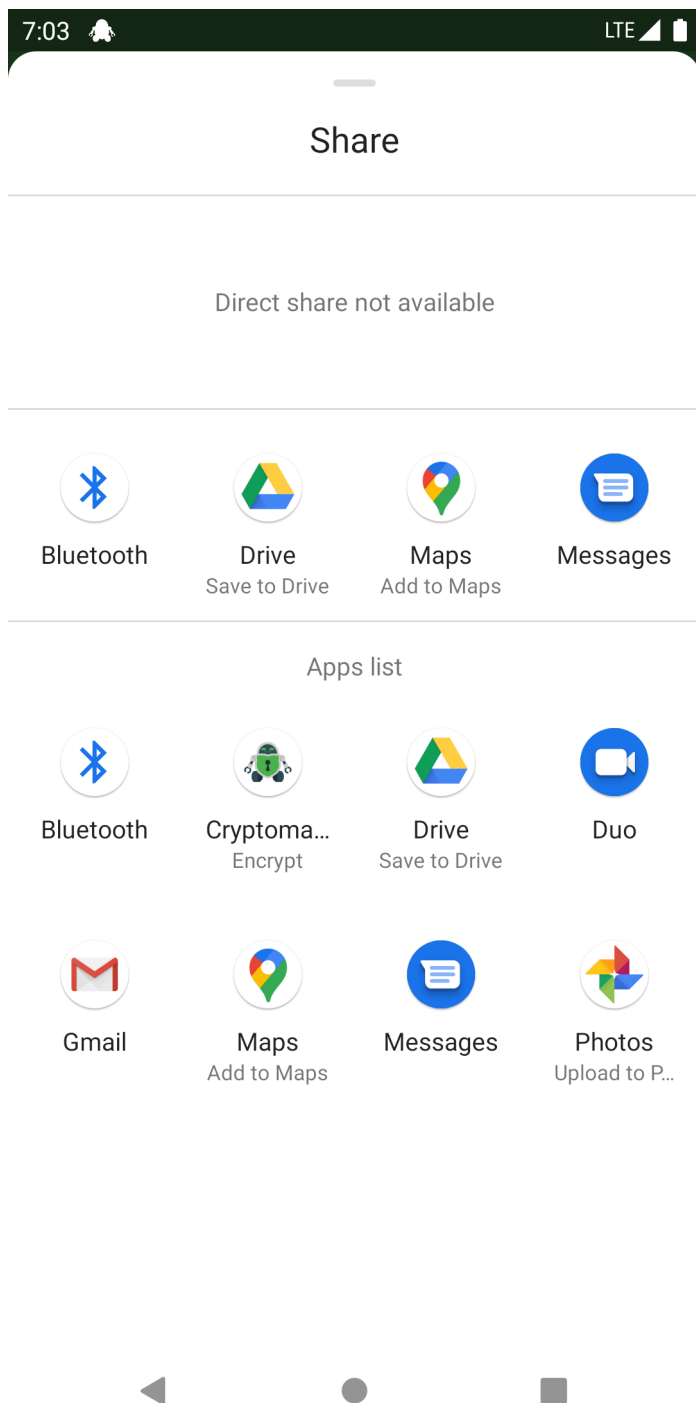 7:03 LTE
Share
Direct share not available
Bluetooth Drive Maps Messages
Save to Drive Add to Maps
Apps list
Bluetooth Cryptoma... Drive Duo
Encrypt Save to Drive
Gmail Maps Messages Photos
Add to Maps Upload to P...